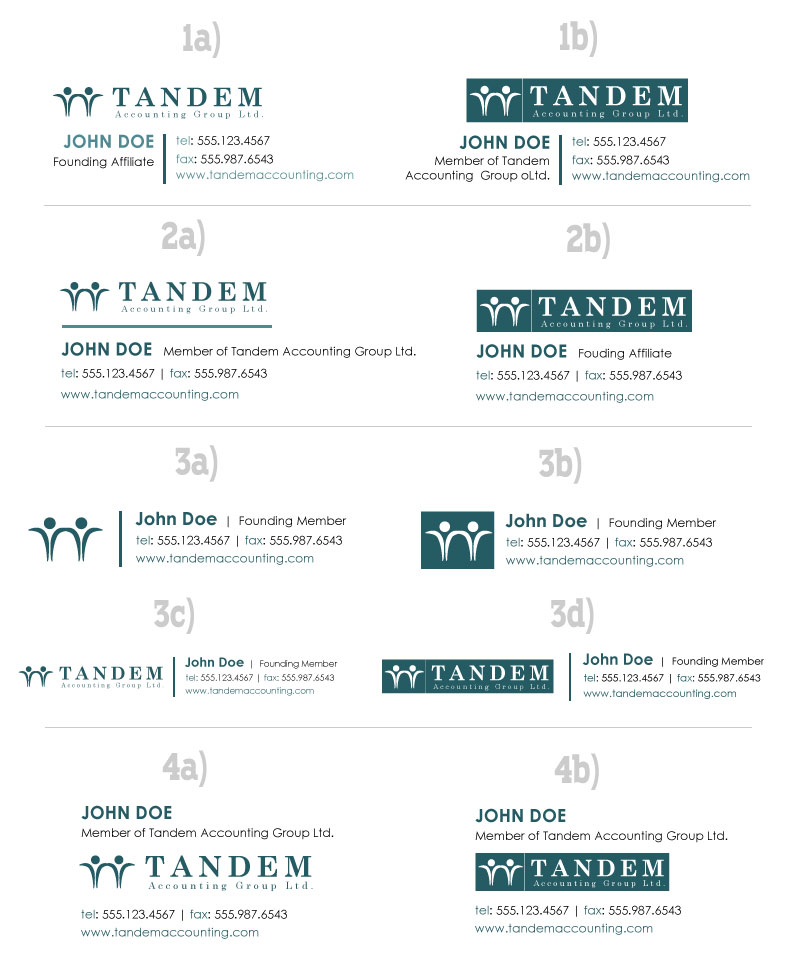 1a)
TANDEM
Accounting Group Ltd.
JOHN DOE
Founding Affiliate
tel: 555.123.4567
fax: 555.987.6543
www.tandemaccounting.com
1b)
TANDEM
Accounting Group Ltd.
JOHN DOE
Member of Tandem
Accounting Group oLtd.
tel: 555.123.4567
fax: 555.987.6543
www.tandemaccounting.com
2a)
TANDEM
Accounting Group Ltd.
JOHN DOE Member of Tandem Accounting Group Ltd.
tel: 555.123.4567 | fax: 555.987.6543
www.tandemaccounting.com
2b)
TANDEM
Accounting Group Ltd.
JOHN DOE Fouding Affiliate
tel: 555.123.4567 | fax: 555.987.6543
www.tandemaccounting.com
3a)
John Doe | Founding Member
tel: 555.123.4567 | fax: 555.987.6543
www.tandemaccounting.com
3b)
John Doe | Founding Member
tel: 555.123.4567 | fax: 555.987.6543
www.tandemaccounting.com
3c)
TANDEM
Accounting Group Ltd.
John Doe | Founding Member
tel: 555.123.4567 | fax: 555.987.6543
www.tandemaccounting.com
3d)
TANDEM
Accounting Group Ltd.
John Doe | Founding Member
tel: 555.123.4567 | fax: 555.987.6543
www.tandemaccounting.com
4a)
JOHN DOE
Member of Tandem Accounting Group Ltd.
TANDEM
Accounting Group Ltd.
tel: 555.123.4567 | fax: 555.987.6543
www.tandemaccounting.com
4b)
JOHN DOE
Member of Tandem Accounting Group Ltd.
TANDEM
Accounting Group Ltd.
tel: 555.123.4567 | fax: 555.987.6543
www.tandemaccounting.com